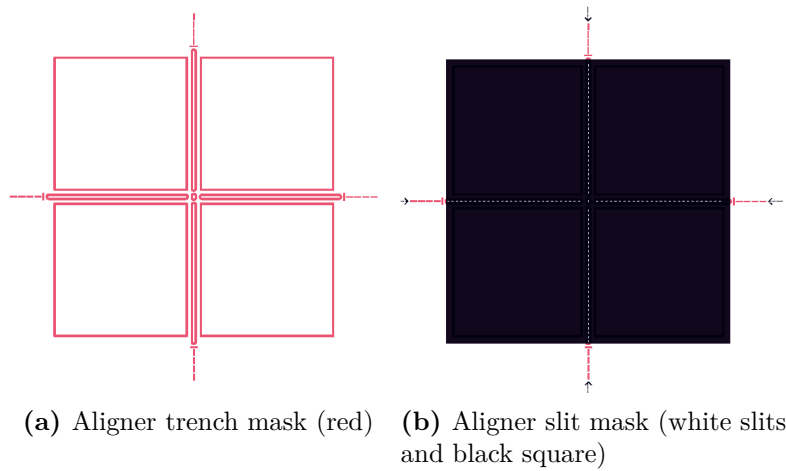 (a) Aligner trench mask (red)
(b) Aligner slit mask (white slits
and black square)